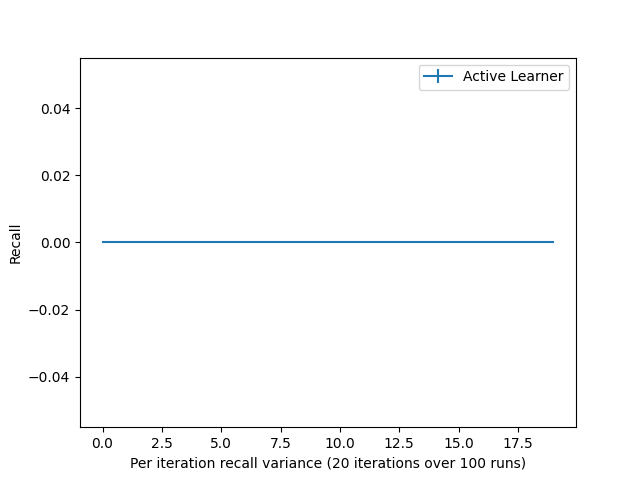 Active Learner
0.04
0.02
0.00
−0.02
−0.04
Recall
0.0 2.5 5.0 7.5 10.0 12.5 15.0 17.5
Per iteration recall variance (20 iterations over 100 runs)